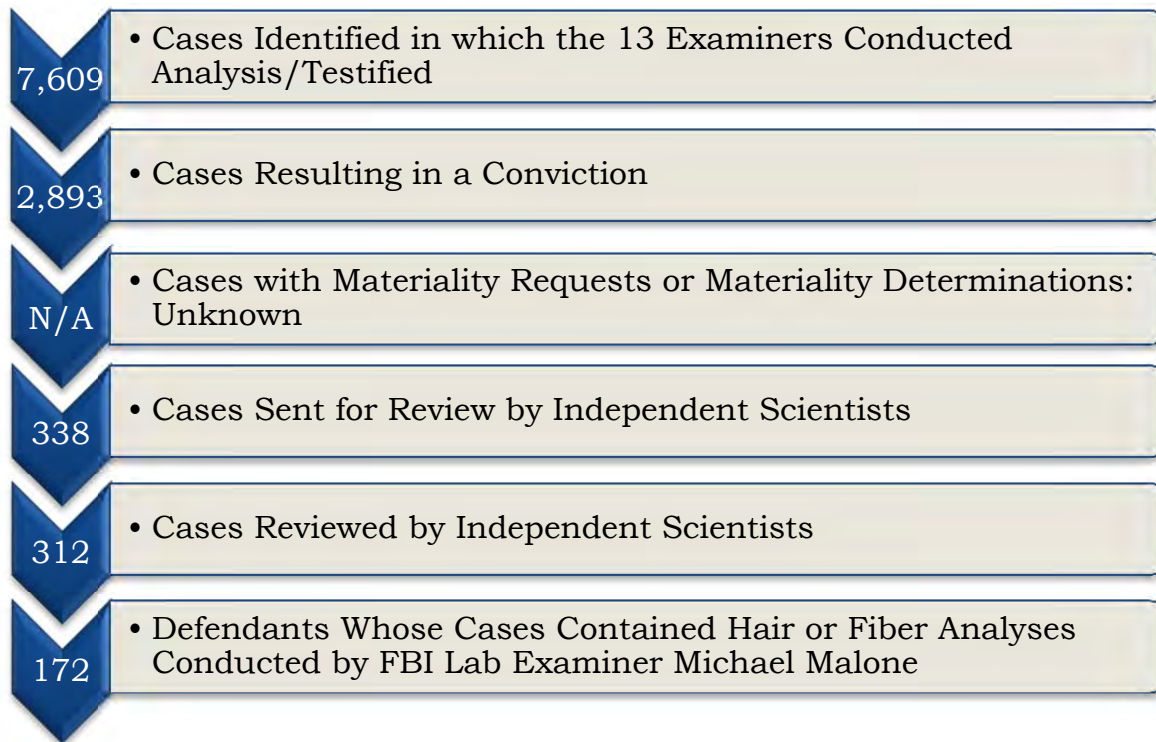 7,609
• Cases Identified in which the 13 Examiners Conducted
Analysis/Testified
2,893
• Cases Resulting in a Conviction
N/A
• Cases with Materiality Requests or Materiality Determinations:
Unknown
338
• Cases Sent for Review by Independent Scientists
312
• Cases Reviewed by Independent Scientists
172
• Defendants Whose Cases Contained Hair or Fiber Analyses
Conducted by FBI Lab Examiner Michael Malone